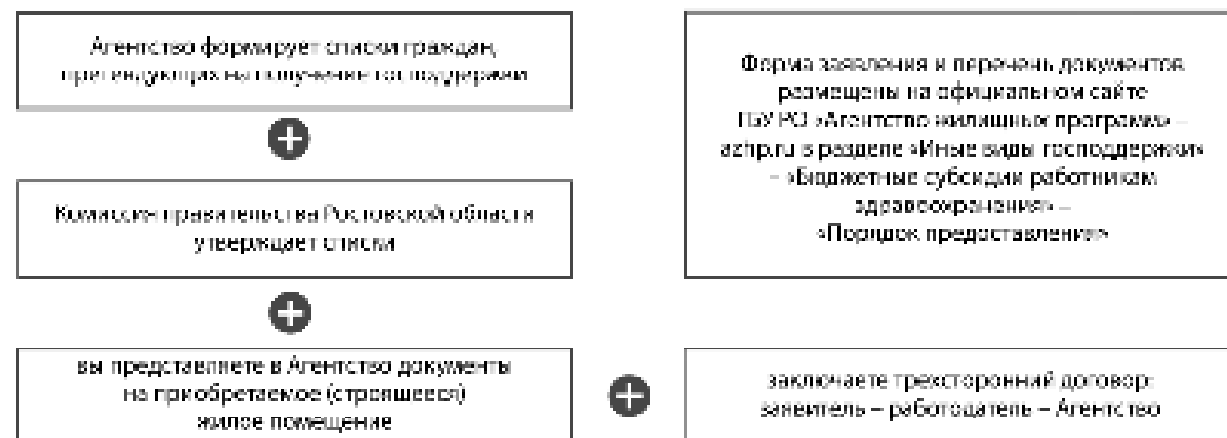 Агентство формирует списки граждан,
претендующих на получение господдержки
Комиссия правительства Ростовской области
утверждает списки
вы представляете в Агентство документы
на приобретаемое (строящееся)
жилое помещение
заключаете трехсторонний договор:
заявитель – работодатель – Агентство
Форма заявления и перечень документов
размещены на официальном сайте
ГБУ РО «Агентство жилищных программ» –
azhp.ru в разделе «Иные виды господдержки»
– «Бюджетные субсидии работникам
здравоохранения» –
«Порядок предоставления»